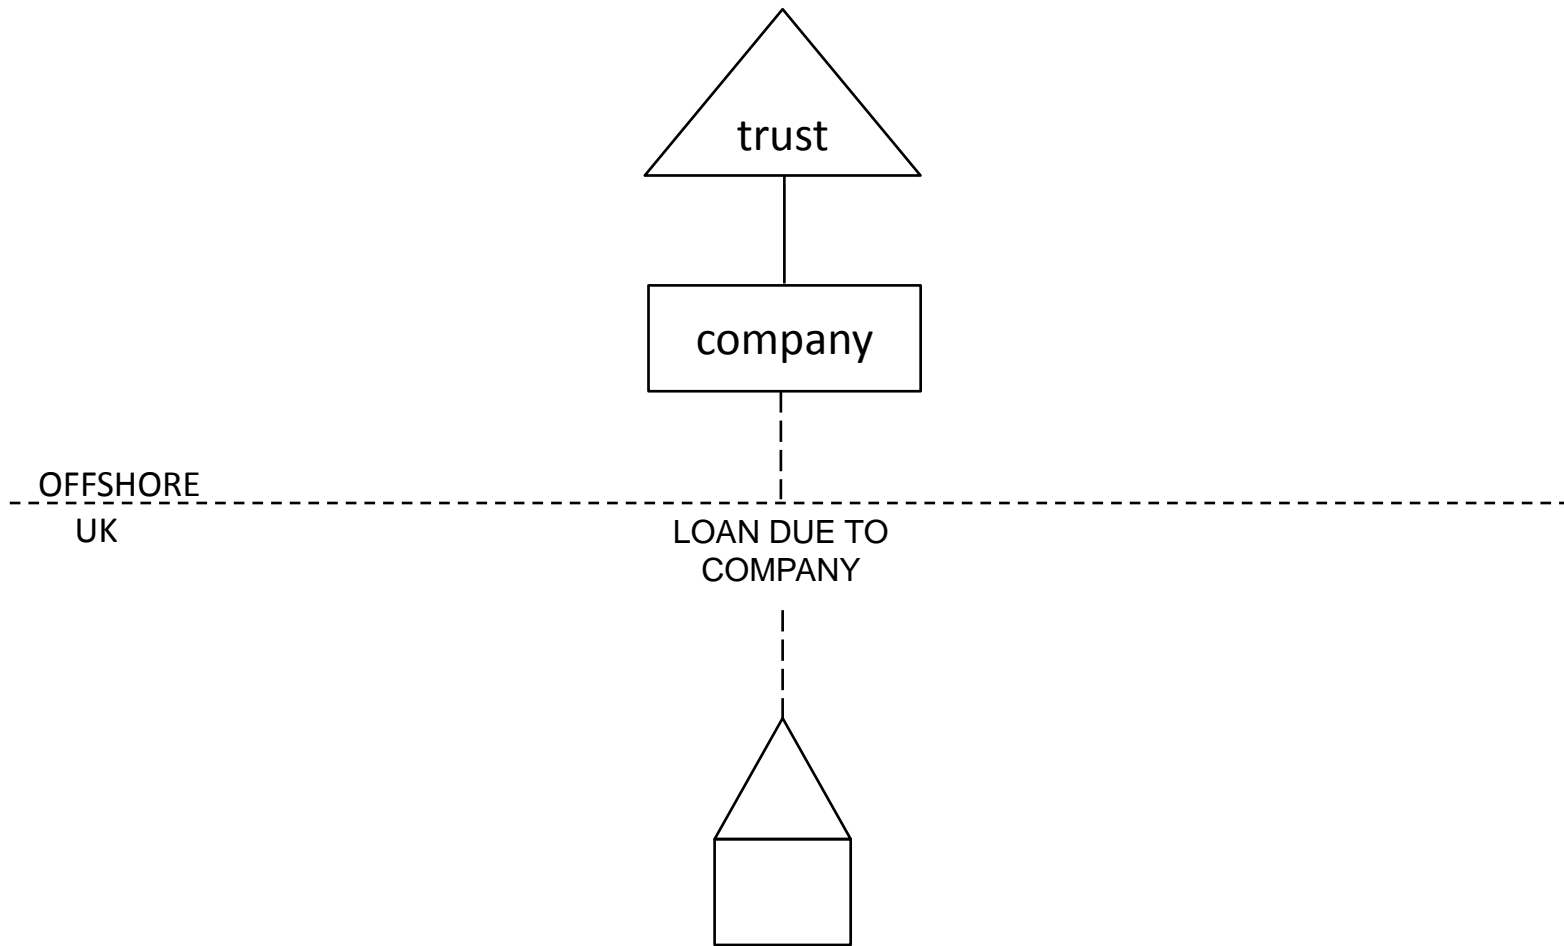 trust
company
OFFSHORE
UK
LOAN DUE TO
COMPANY